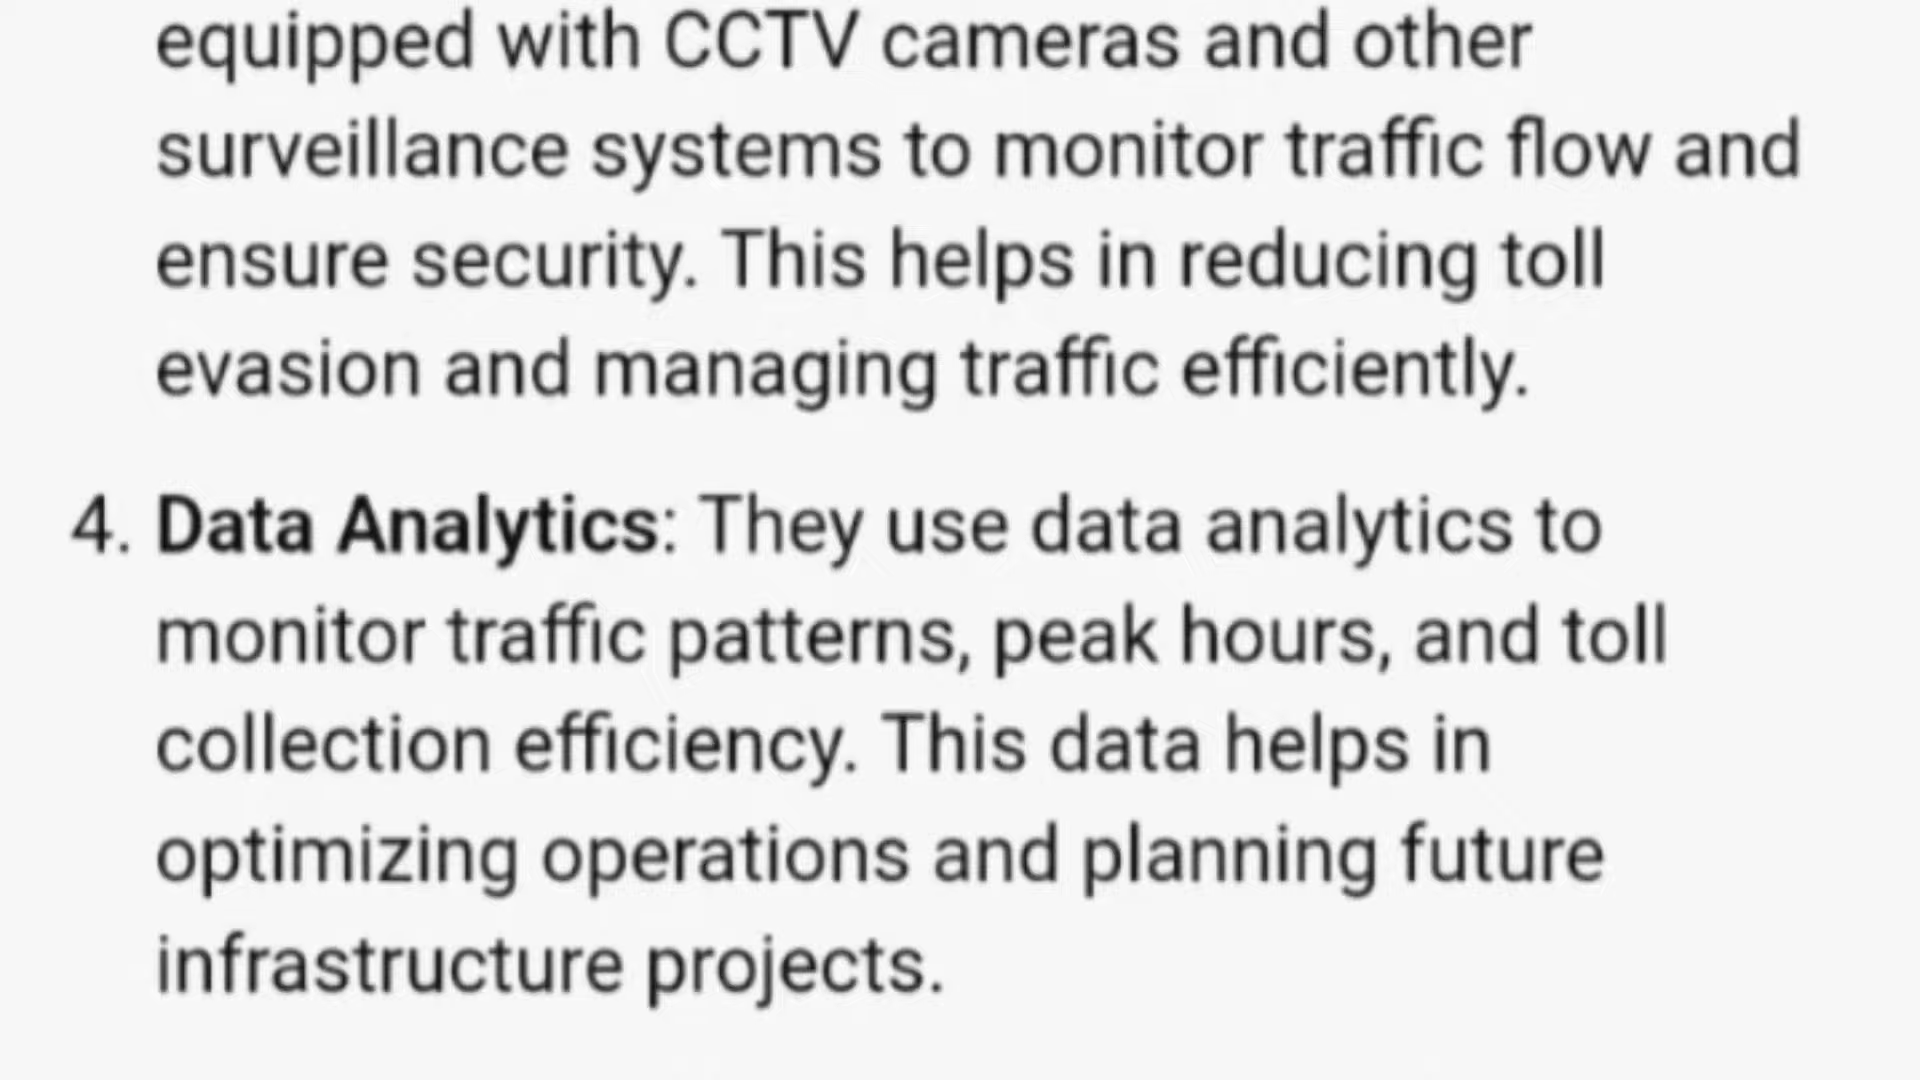 equipped with CCTV cameras and other
surveillance systems to monitor traffic flow and
ensure security. This helps in reducing toll
evasion and managing traffic efficiently.
4. Data Analytics: They use data analytics to
monitor traffic patterns, peak hours, and toll
collection efficiency. This data helps in
optimizing operations and planning future
infrastructure projects.